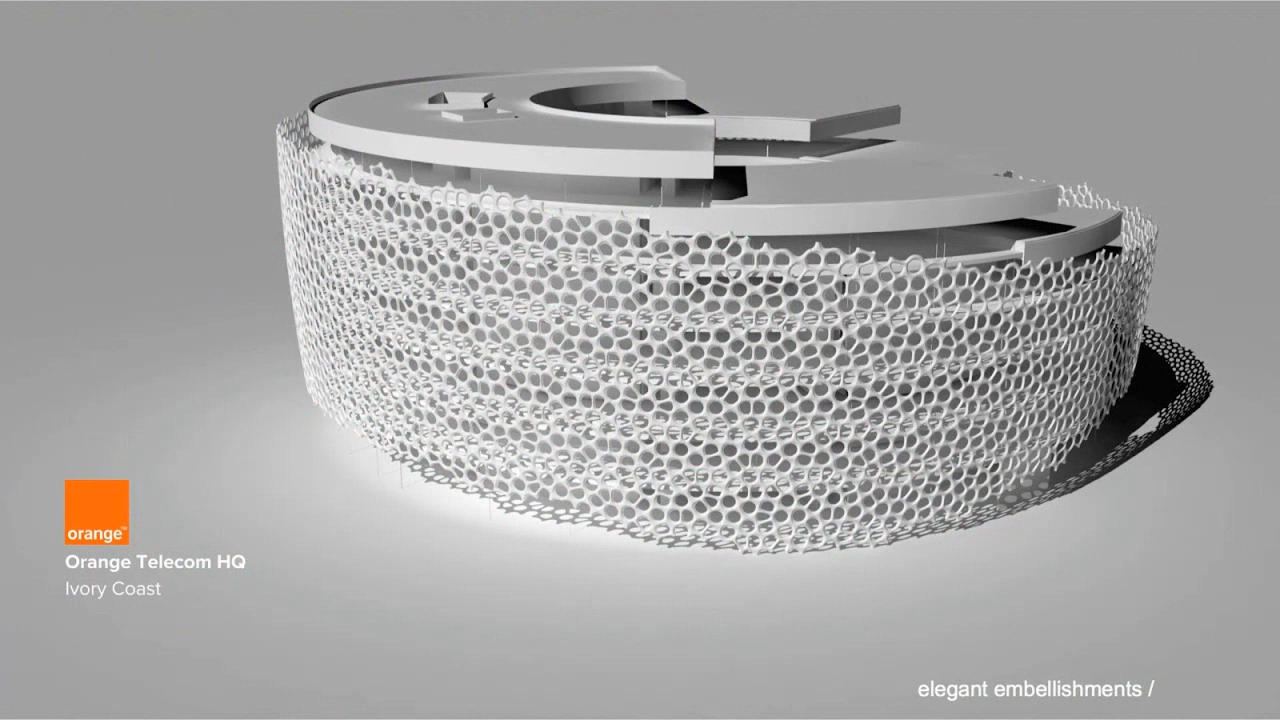 orange™
Orange Telecom HQ
Ivory Coast
elegant embellishments /